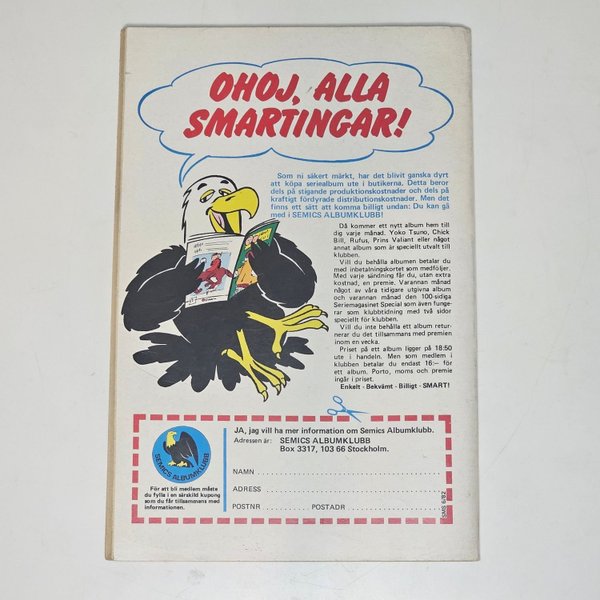 OHOJ, ALLA
SMARTINGAR!
Som ni säkert märkt, har det blivit ganska dyrt
att köpa seriealbum ute i butikerna. Detta beror
dels på stigande produktionskostnader och dels på
kraftigt fördyrade distributionskostnader. Men det
finns ett sätt att komma billigt undan: Du kan gå
med i SEMICS ALBUMKLUBB!
Då kommer ett nytt album hem till
dig varje månad. Yoko Tsuno, Chick
Bill, Rufus, Prins Valiant eller något
annat album som är speciellt utvalt till
klubben.
Vill du behålla albumen betalar du
med inbetalningskortet som medföljer.
Med varje sändning får du, utan extra
kostnad, en premie. Varannan månad
något av våra tidigare utgivna album
och varannan månad den 100-sidiga
Seriemagasinet Special som även funge-
rar som klubbtidning med två sidor
speciellt för klubben.
Vill du inte behålla ett album retur-
nerar du det tillsammans med premien
inom en vecka.
Priset på ett album ligger på 18:50
ute i handeln. Men som medlem i
klubben betalar du endast 16:– för
ett album. Porto, moms och premie
ingår i priset.
Enkelt - Bekvämt - Billigt - SMART!
SEMICS ALBUMKLUBB
För att bli medlem måste
du fylla i en särskild kupong
som du får tillsammans med
informationen.
JA, jag vill ha mer information om Semics Albumklubb.
Adressen är: SEMICS ALBUMKLUBB
Box 3317, 103 66 Stockholm.
NAMN
ADRESS
POSTNR POSTADR
SMS 6/82